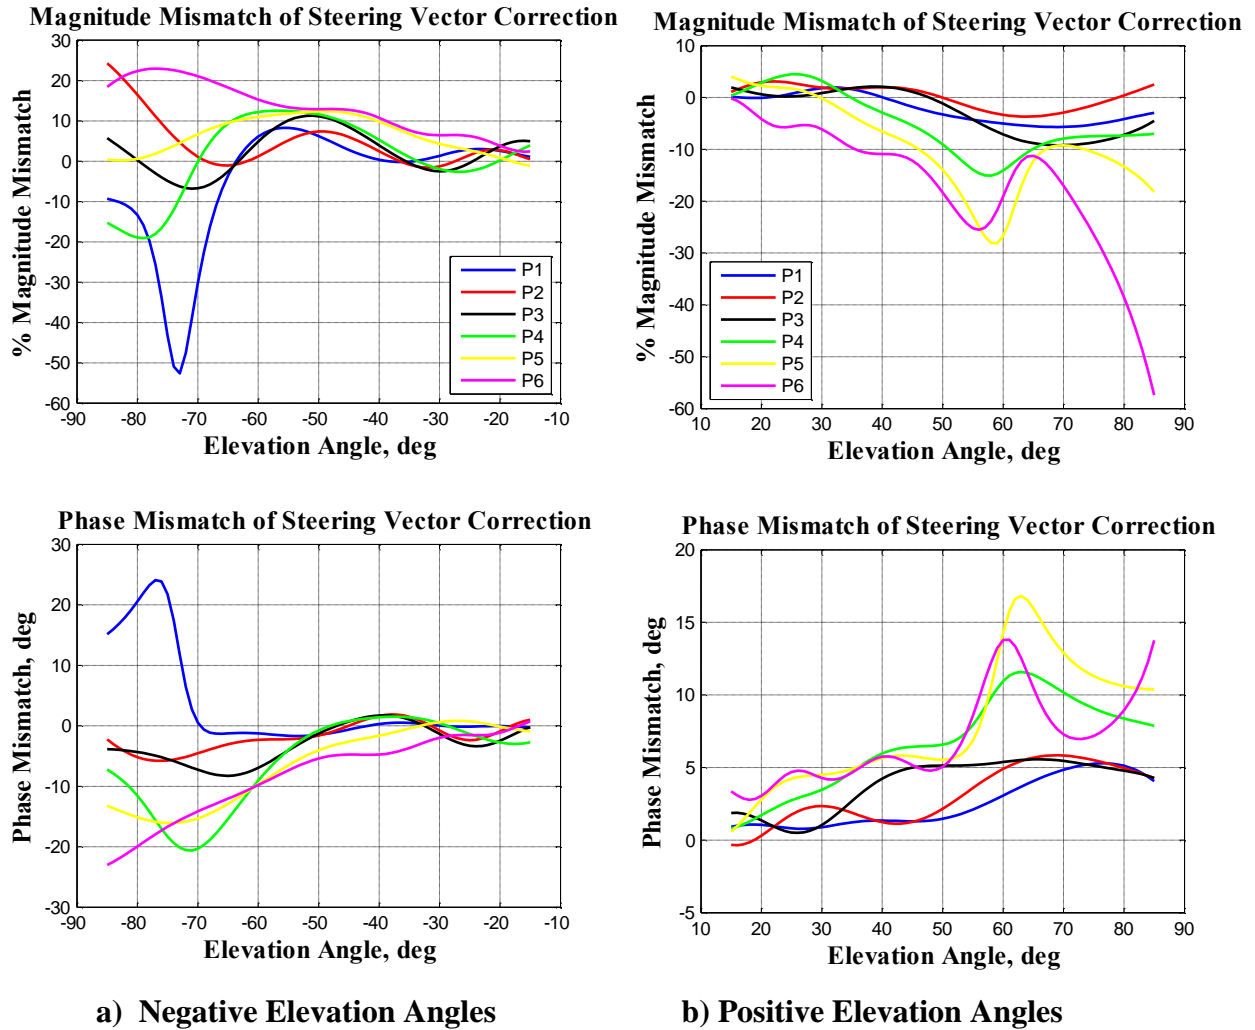 Magnitude Mismatch of Steering Vector Correction
% Magnitude Mismatch
30
20
10
0
-10
-20
-30
-40
-50
-60
-90 -80 -70 -60 -50 -40 -30 -20 -10
Elevation Angle, deg
P1
P2
P3
P4
P5
P6
Magnitude Mismatch of Steering Vector Correction
% Magnitude Mismatch
10
0
-10
-20
-30
-40
-50
-60
10 20 30 40 50 60 70 80 90
Elevation Angle, deg
P1
P2
P3
P4
P5
P6
Phase Mismatch of Steering Vector Correction
Phase Mismatch, deg
30
20
10
0
-10
-20
-30
-90 -80 -70 -60 -50 -40 -30 -20 -10
Elevation Angle, deg
Phase Mismatch of Steering Vector Correction
Phase Mismatch, deg
20
15
10
5
0
-5
10 20 30 40 50 60 70 80 90
Elevation Angle, deg
a) Negative Elevation Angles
b) Positive Elevation Angles